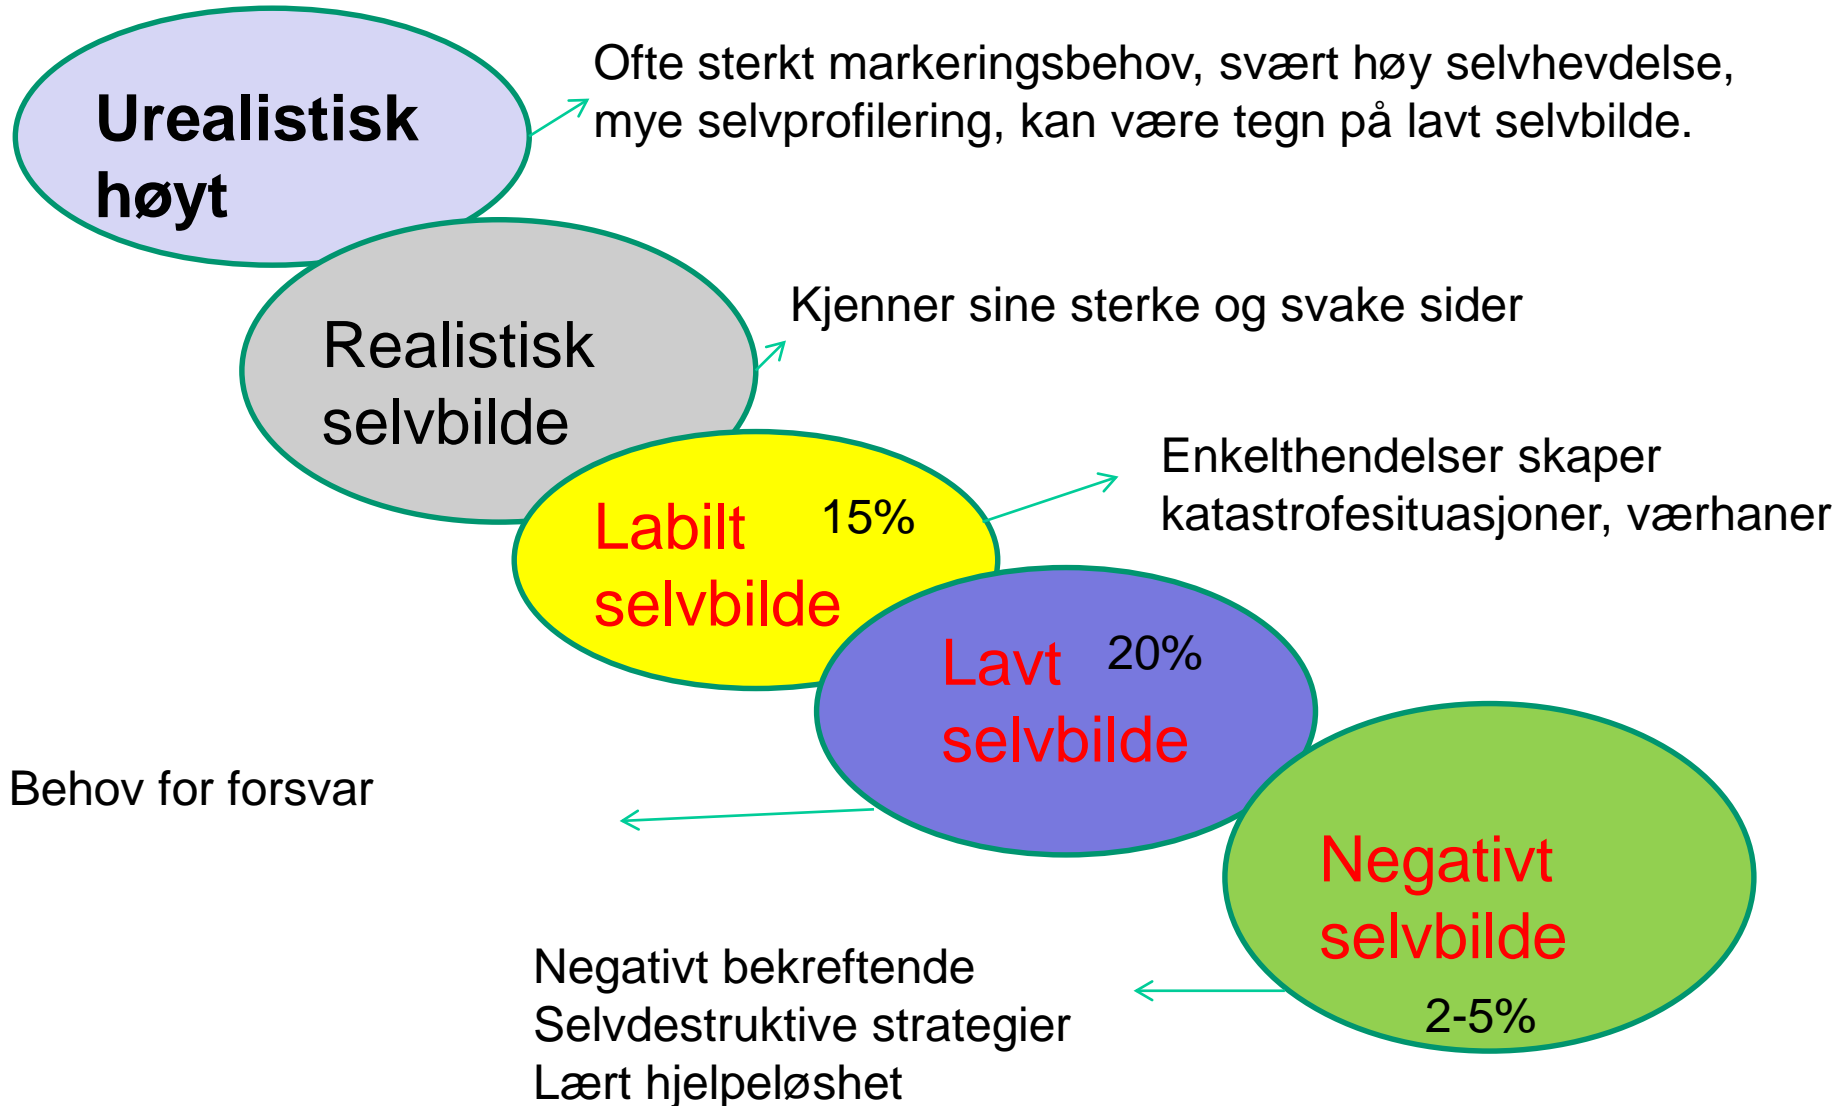 Urealistisk
høyt
Ofte sterkt markeringsbehov, svært høy selvhevdelse,
mye selvprofilering, kan være tegn på lavt selvbilde.
Realistisk
selvbilde
Kjenner sine sterke og svake sider
Labilt 15%
selvbilde
Enkelthendelser skaper
katastrofesituasjoner, værhaner
Lavt 20%
selvbilde
Behov for forsvar
Negativt
selvbilde
2-5%
Negativt bekreftende
Selvdestruktive strategier
Lært hjelpeløshet